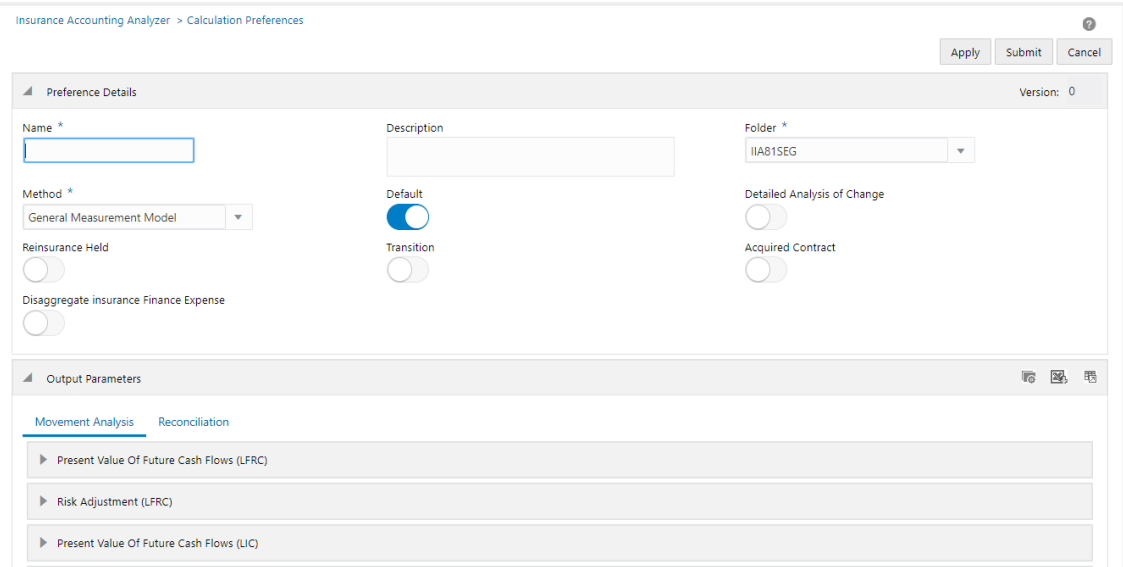 Insurance Accounting Analyzer > Calculation Preferences
?
Apply Submit Cancel
Preference Details Version: 0
Name * Description Folder *
IIA81SEG
Method * Default Detailed Analysis of Change
General Measurement Model
Reinsurance Held Transition Acquired Contract
Disaggregate insurance Finance Expense
Output Parameters
Movement Analysis Reconciliation
Present Value Of Future Cash Flows (LFRC)
Risk Adjustment (LFRC)
Present Value Of Future Cash Flows (LIC)